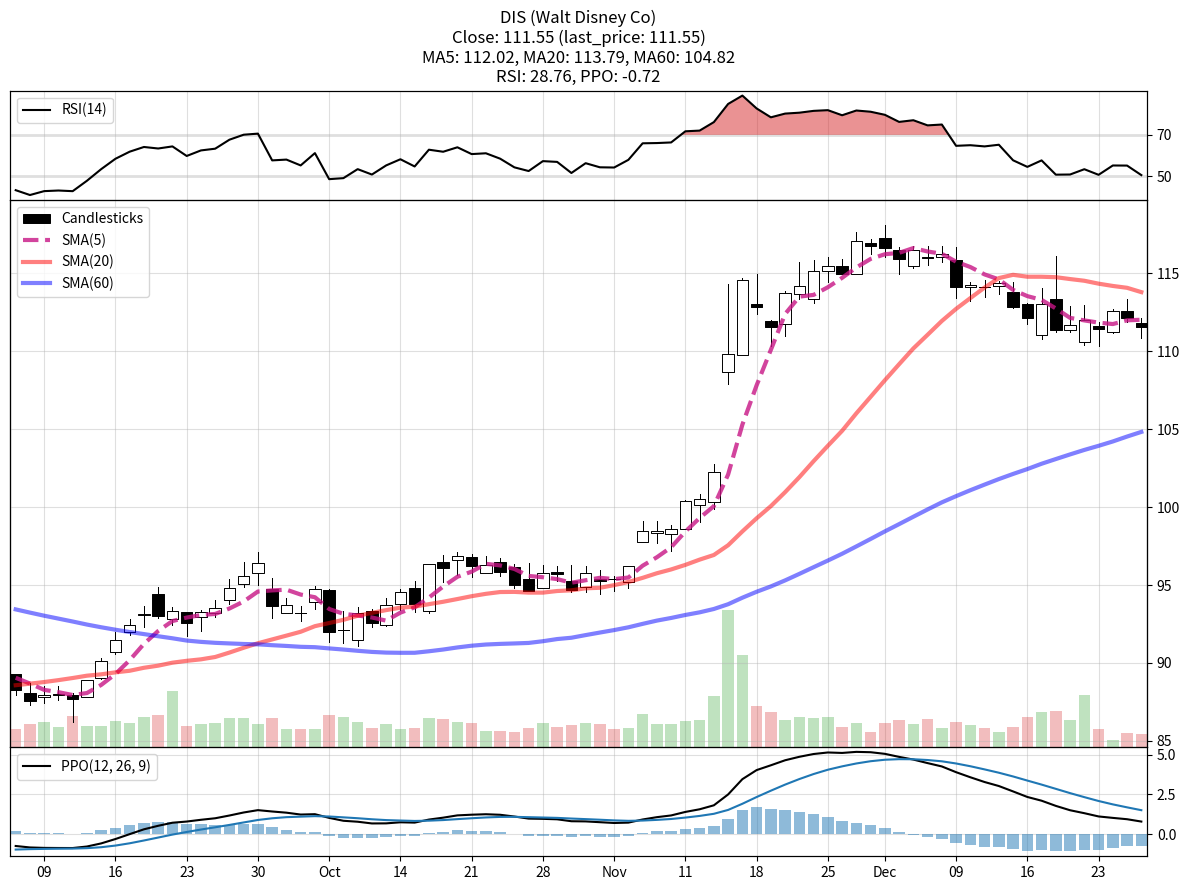 DIS (Walt Disney Co)
Close: 111.55 (last_price: 111.55)
MA5: 112.02, MA20: 113.79, MA60: 104.82
RSI: 28.76, PPO: -0.72
RSI(14)
70
50
Candlesticks
SMA(5)
SMA(20)
SMA(60)
115
110
105
100
95
90
85
PPO(12, 26, 9)
5.0
2.5
0.0
09 16 23 30 Oct 14 21 28 Nov 11 18 25 Dec 09 16 23